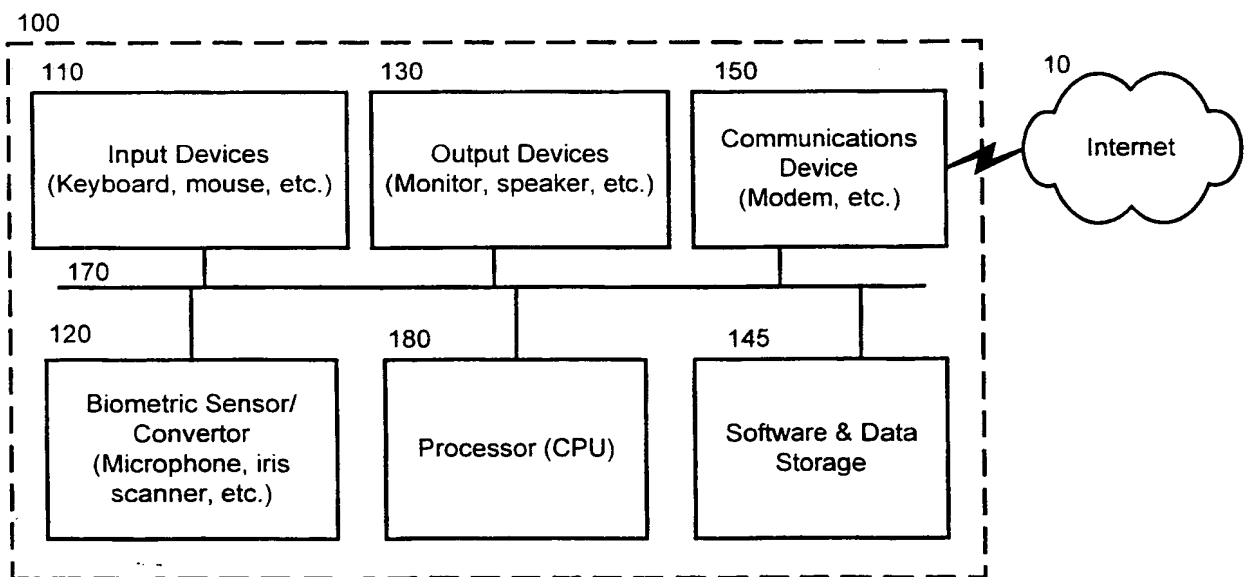 100
110
130
150
10
Input Devices
(Keyboard, mouse, etc.)
Output Devices
(Monitor, speaker, etc.)
Communications
Device
(Modem, etc.)
Internet
170
120
180
145
Biometric Sensor/
Convertor
(Microphone, iris
scanner, etc.)
Processor (CPU)
Software & Data
Storage